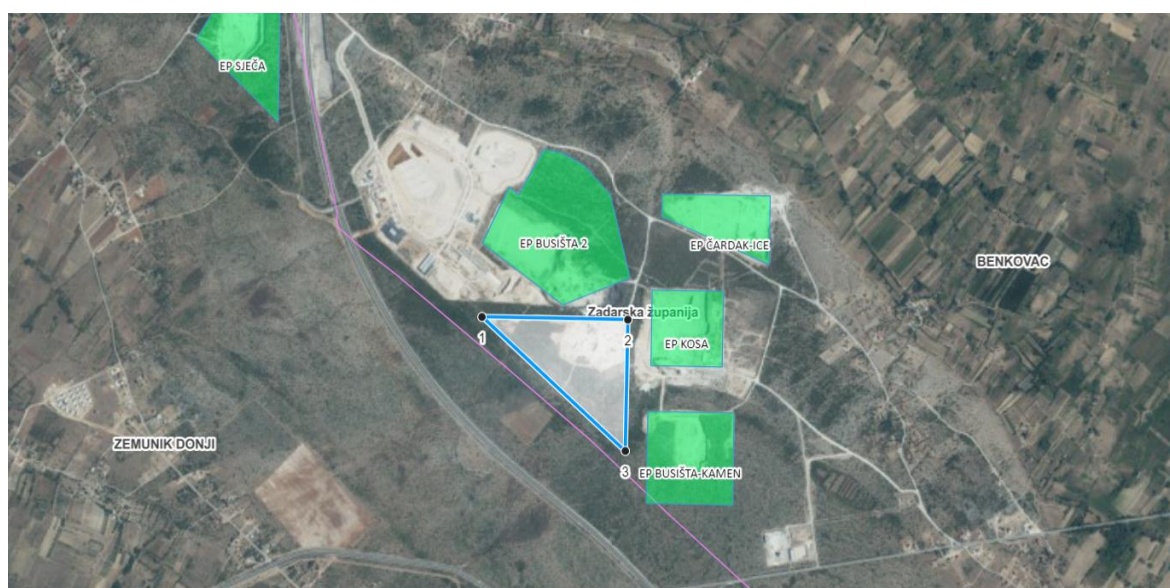 EP SJEČA
EP BUSIŠTA 2
EP ČARDAK-ICE
BENKOVAC
Zadarska županija
1
2
EP KOSA
ZEMUNIK DONJI
3
EP BUSIŠTA-KAMEN